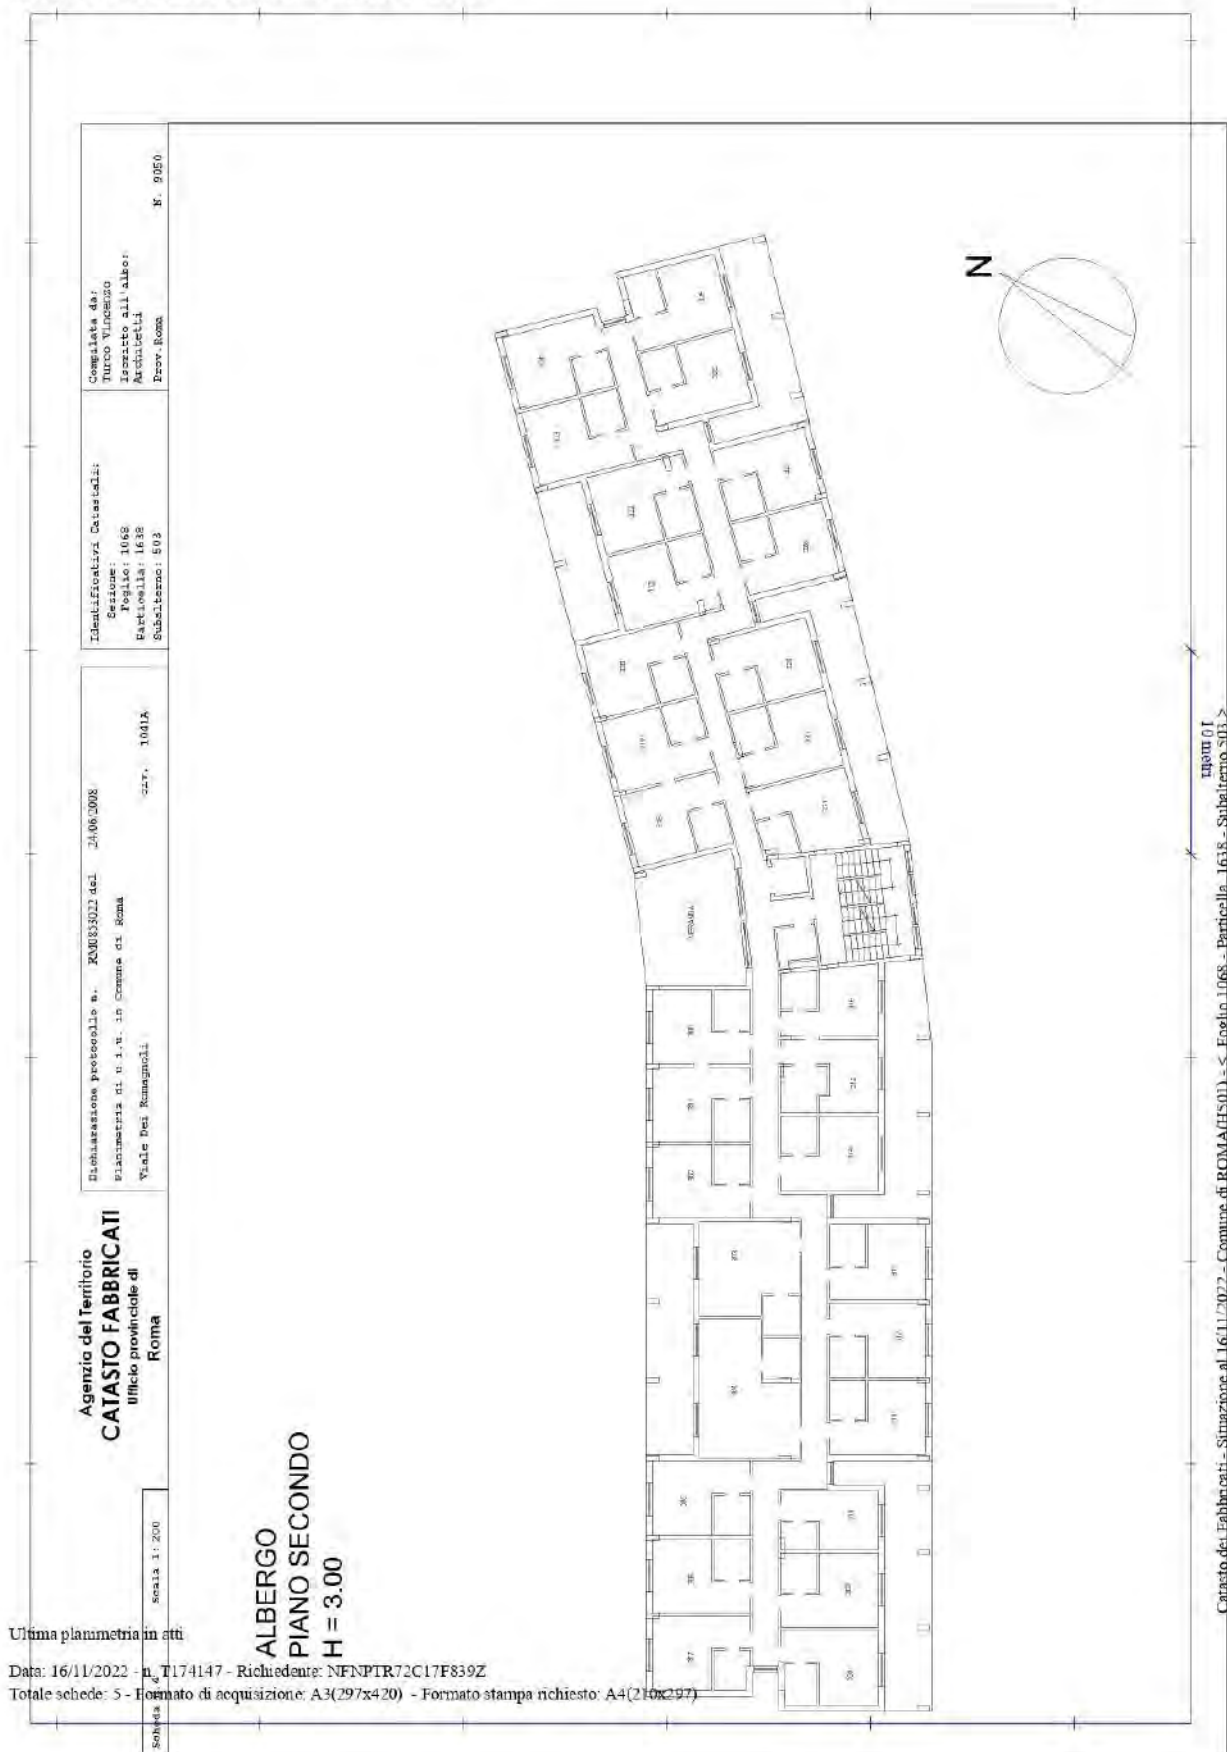 Agenzia del Territorio
CATASTO FABBRICATI
Ufficio provinciale di
Roma
Dichiarazione protocollo n. RM0853022 del 24/06/2008
Planimetria di u.i.u. in Comune di Roma
Viale Dei Romagnoli civ. 1041A
Identificativi Catastali:
Sezione:
Foglio: 1068
Particella: 1638
Subalterno: 503
Compilata da:
Turco Vincenzo
Iscritto all'albo:
Architetti
Prov. Roma N. 9050
Scheda Scala 1: 200
ALBERGO
PIANO SECONDO
H = 3.00
N
VERANDA
10 metri
Catasto dei Fabbricati - Situazione al 16/11/2022 - Comune di ROMA(H501) - < Foglio 1068 - Particella 1638 - Subalterno 503 >
Ultima planimetria in atti
Data: 16/11/2022 - n. T174147 - Richiedente: NFNPTR72C17F839Z
Totale schede: 5 - Formato di acquisizione: A3(297x420) - Formato stampa richiesto: A4(210x297)